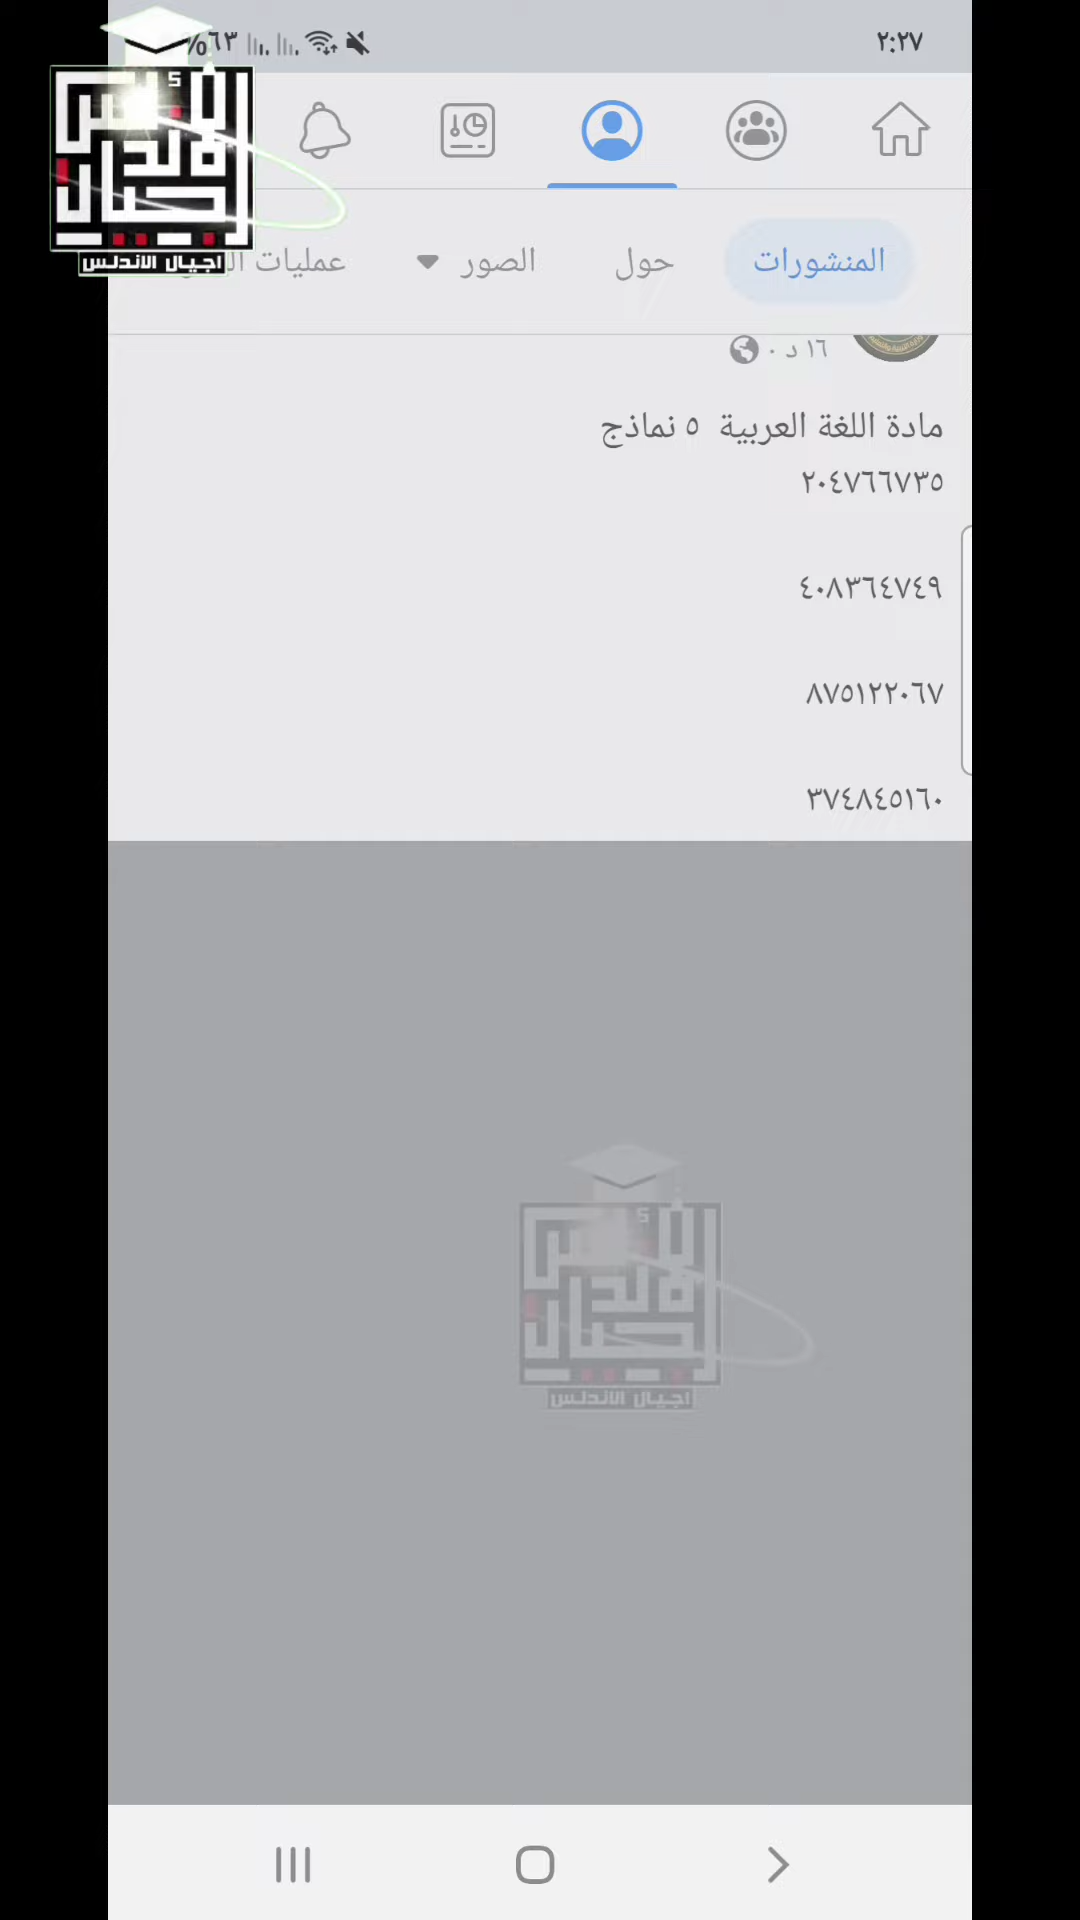 ٢:٢٧
%٦٣
اجيال الاندلس
المنشورات
حول
الصور
عمليات
١٦ د ·
مادة اللغة العربية ٥ نماذج
٢٠٤٧٦٦٧٣٥
٤٠٨٣٦٤٧٤٩
٨٧٥١٢٢٠٦٧
٣٧٤٨٤٥١٦٠
اجيال الاندلس